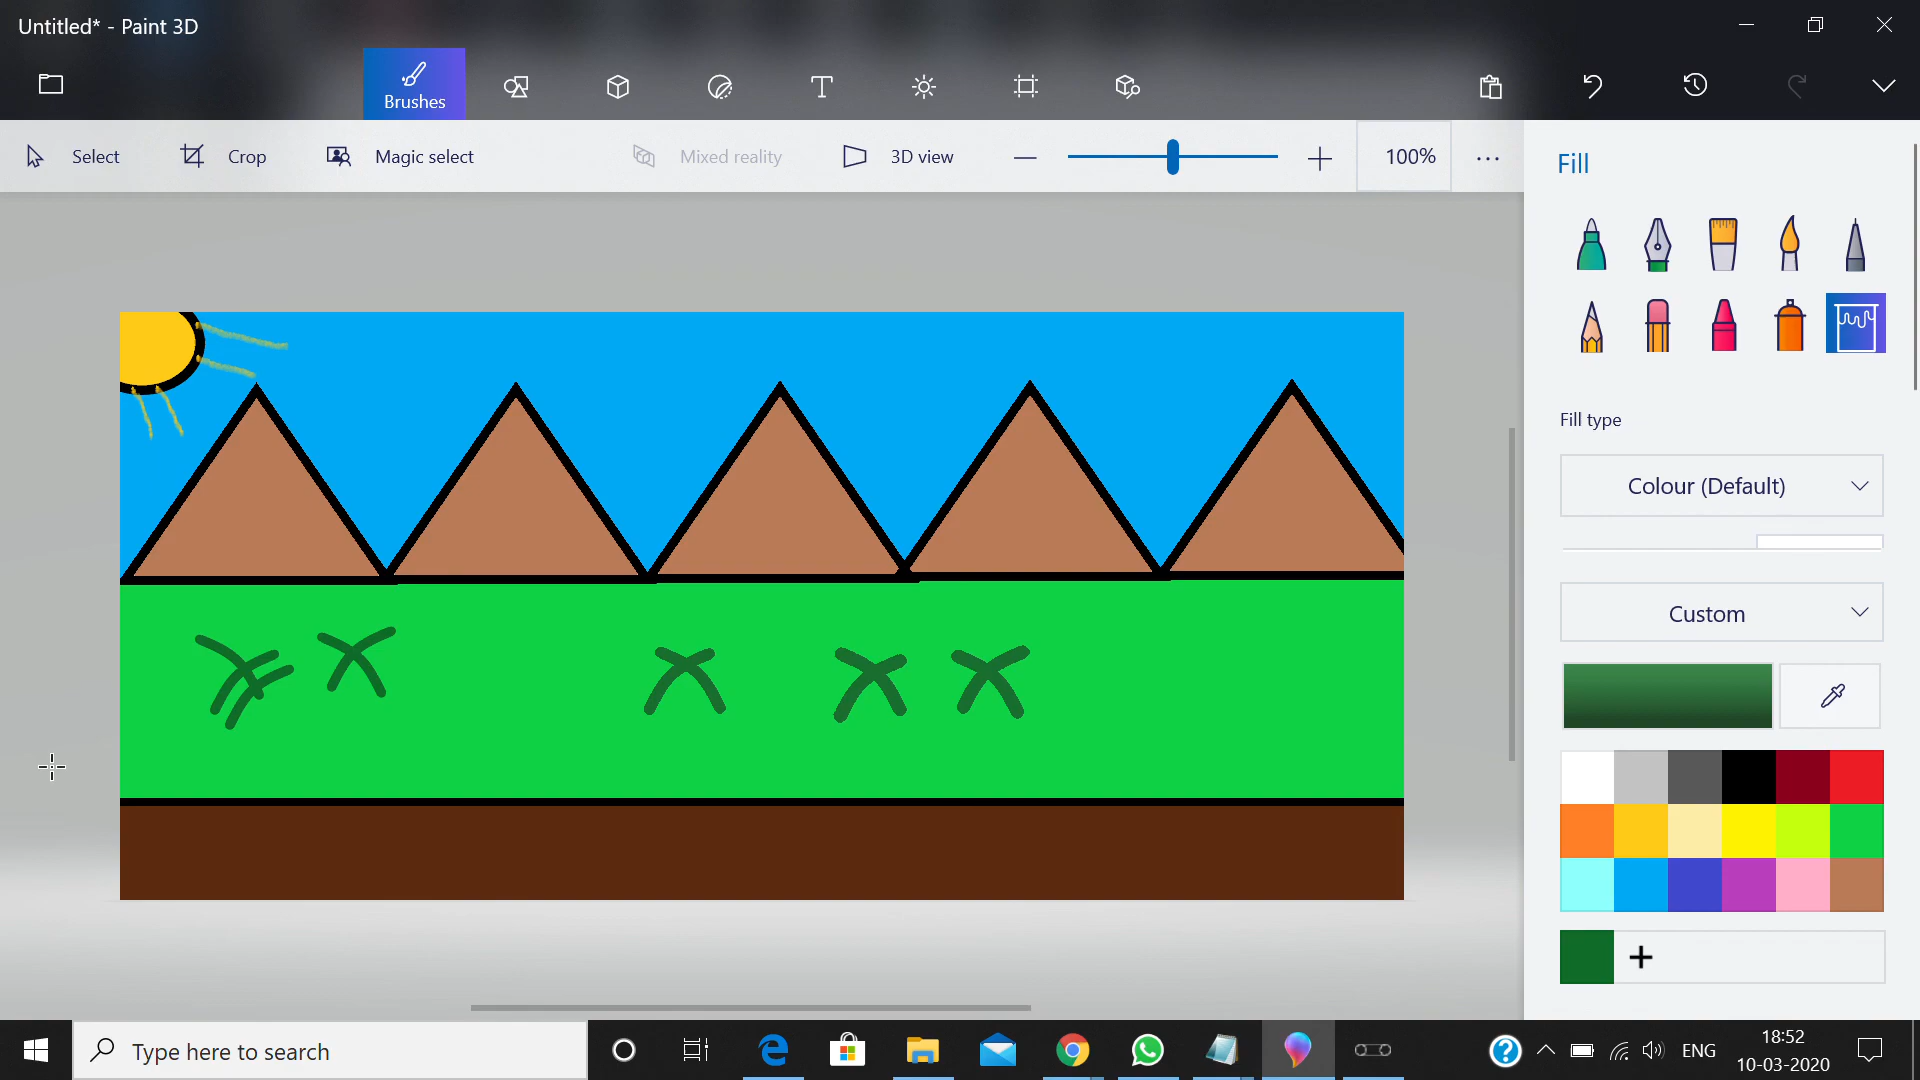 Untitled* - Paint 3D
Brushes
Select
Crop
Magic select
Mixed reality
3D view
100%
Fill
Fill type
Colour (Default)
Custom
Type here to search
ENG
18:52
10-03-2020